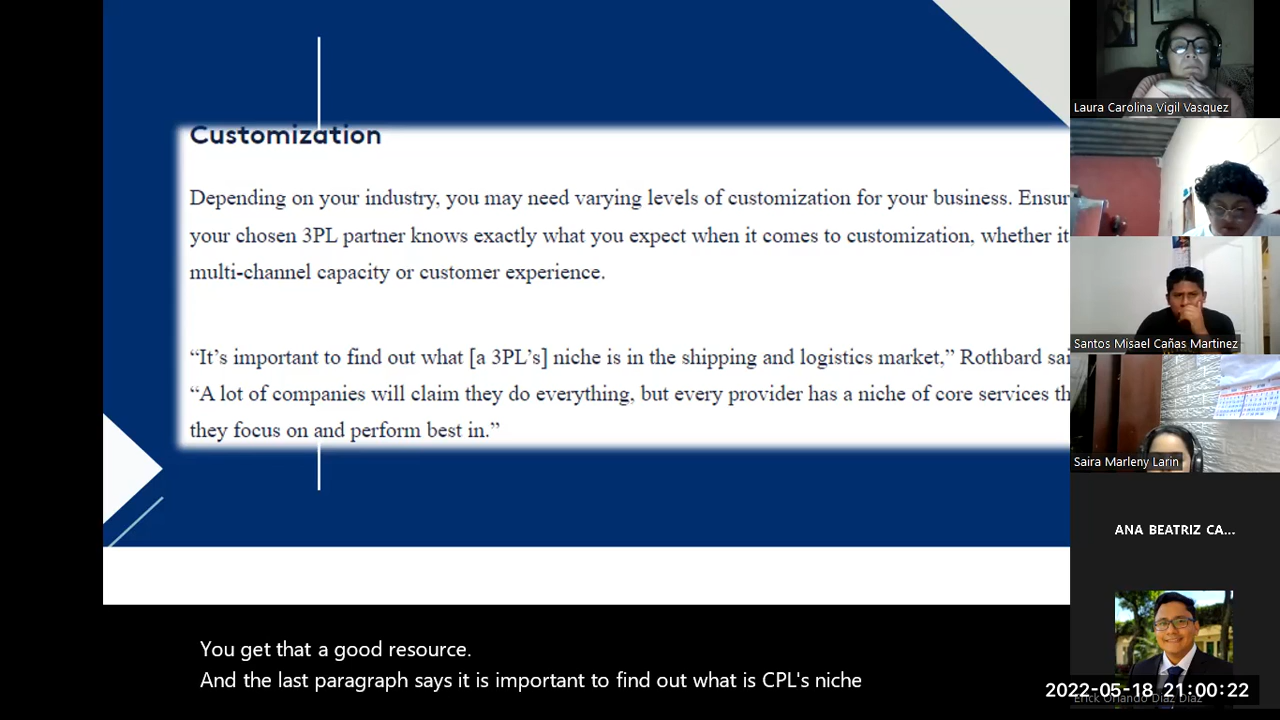 Customization
Depending on your industry, you may need varying levels of customization for your business.
your chosen 3PL partner knows exactly what you expect when it comes to customization, whether it
multi-channel capacity or customer experience.
“It’s important to find out what [a 3PL’s] niche is in the shipping and logistics market,” Rothbard
“A lot of companies will claim they do everything, but every provider has a niche of core services
they focus on and perform best in.”
You get that a good resource.
And the last paragraph says it is important to find out what is CPL's niche
Laura Carolina Vigil Vasquez
Santos Misael Cañas Martinez
Saira Marleny Larin
ANA BEATRIZ CA...
2022-05-18 21:00:22
Erick Orlando Díaz Díaz